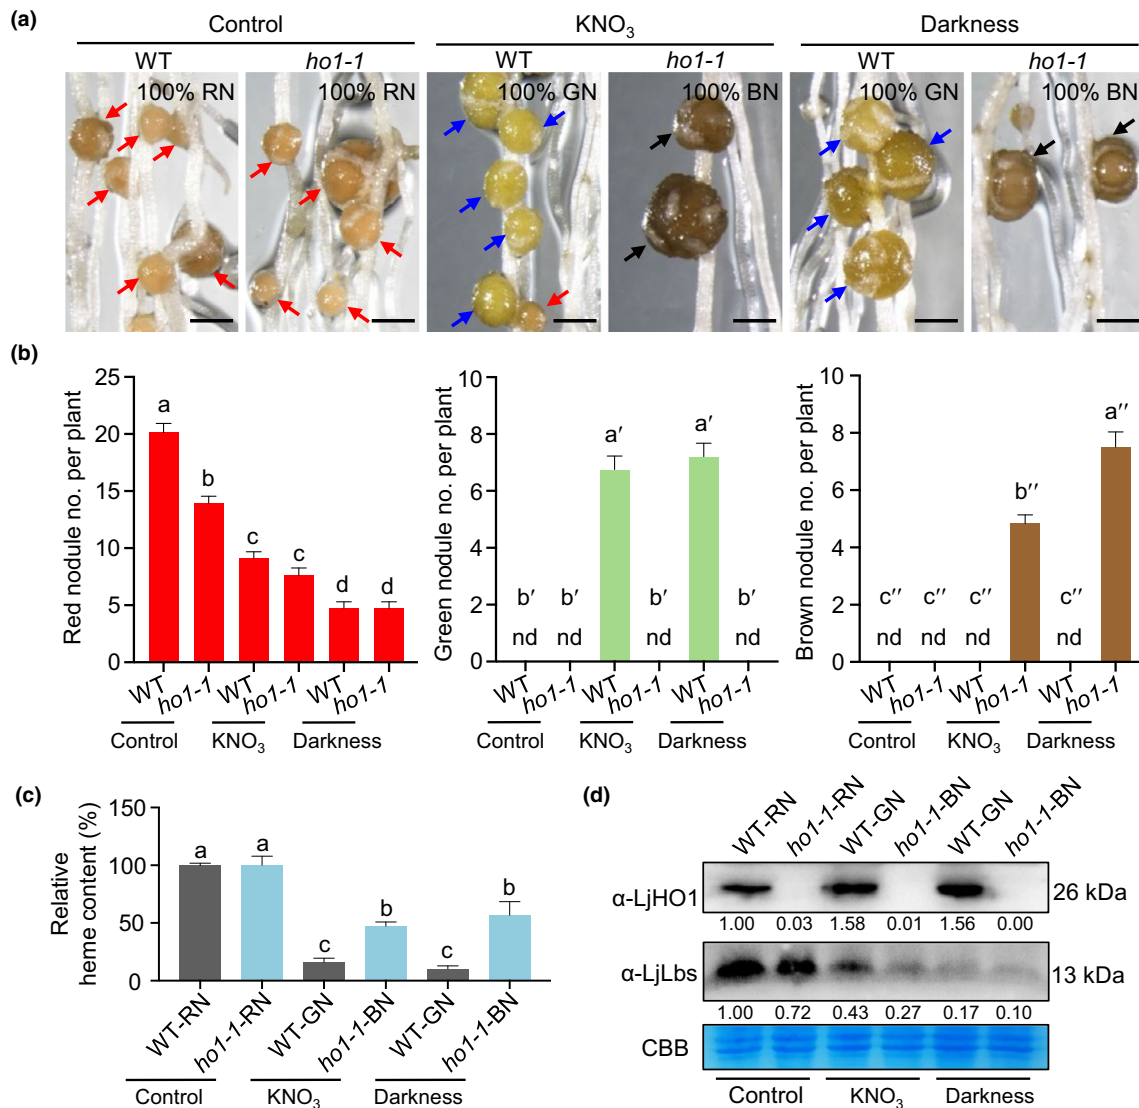 (a)
Control KNO₃ Darkness
WT ho1-1 WT ho1-1 WT ho1-1
100% RN 100% RN 100% GN 100% BN 100% GN 100% BN
(b)
Red nodule no. per plant
25
20
15
10
5
0
a b c c d d
WT ho1-1 WT ho1-1 WT ho1-1
Control KNO₃ Darkness
Green nodule no. per plant
10
8
6
4
2
0
b′ b′ a′ b′ a′ b′
nd nd nd nd
WT ho1-1 WT ho1-1 WT ho1-1
Control KNO₃ Darkness
Brown nodule no. per plant
10
8
6
4
2
0
c′′ c′′ c′′ b′′ c′′ a′′
nd nd nd nd
WT ho1-1 WT ho1-1 WT ho1-1
Control KNO₃ Darkness
(c)
Relative
heme content (%)
150
100
50
0
a a c b c b
WT-RN ho1-1-RN WT-GN ho1-1-BN WT-GN ho1-1-BN
Control KNO₃ Darkness
(d)
WT-RN ho1-1-RN WT-GN ho1-1-BN WT-GN ho1-1-BN
α-LjHO1 26 kDa
1.00 0.03 1.58 0.01 1.56 0.00
α-LjLbs 13 kDa
1.00 0.72 0.43 0.27 0.17 0.10
CBB
Control KNO₃ Darkness